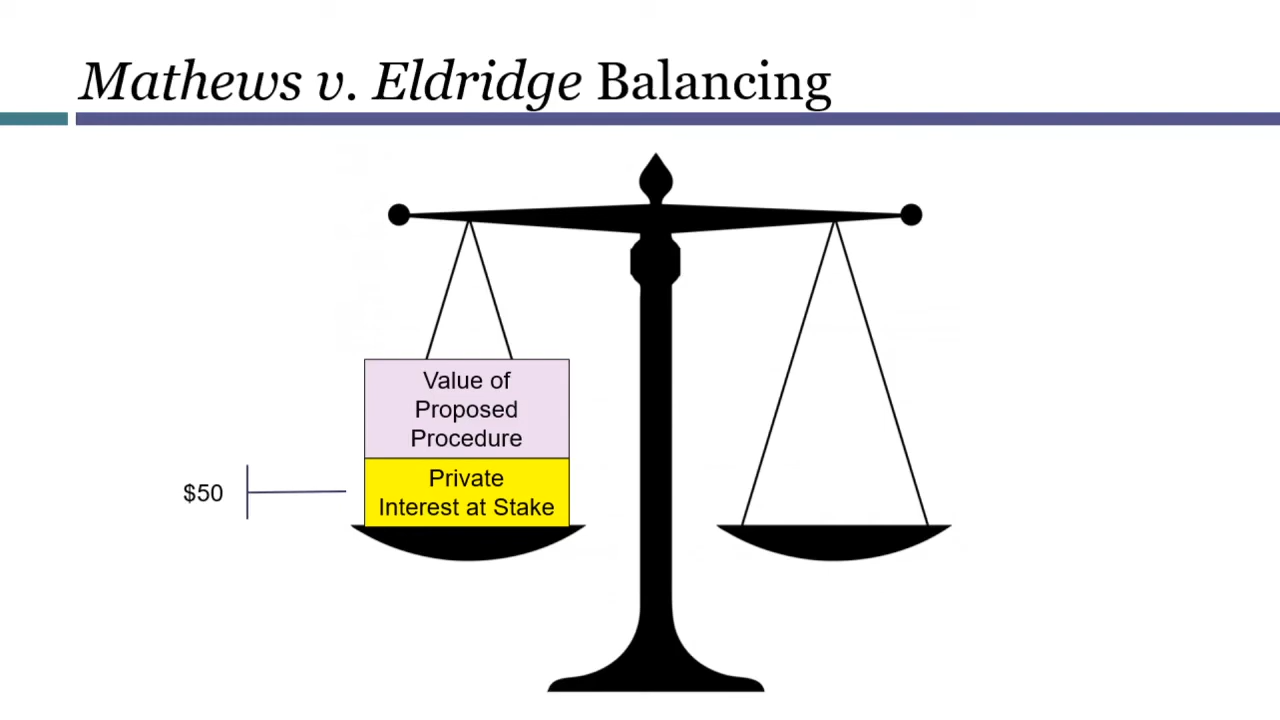 Mathews v. Eldridge Balancing
Value of
Proposed
Procedure
Private
Interest at Stake
$50